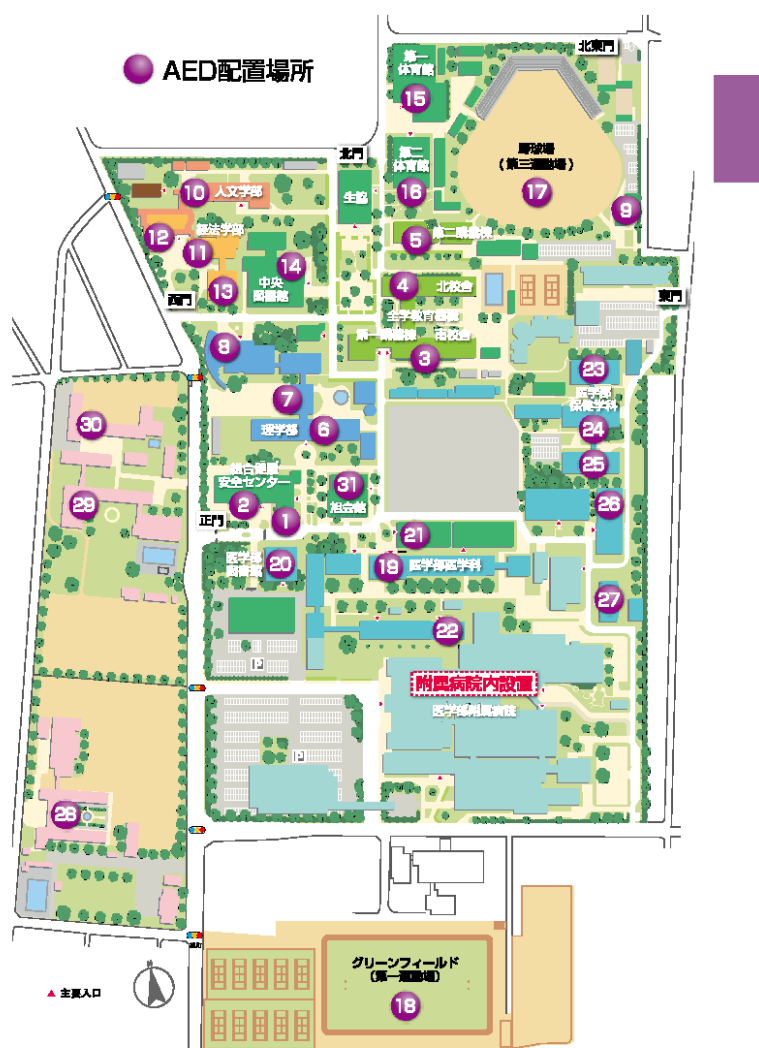 AED配置場所
北東門
第一
体育館
15
野球場
(第三運動場)
17
北門
第二
体育館
16
9
生協
10
人文学部
12
経法学部
11
5
第二講義棟
14
中央
図書館
13
4
北校舎
西門
東門
全学教育機構
第一講義棟
南校舎
3
8
23
医学部
保健学科
7
24
理学部
6
25
30
29
総合健康
安全センター
2
31
旭会館
26
正門
1
21
医学部
図書館
20
19
医学部医学科
27
22
P
附属病院内設置
医学部附属病院
P
28
グリーンフィールド
(第一運動場)
18
N
▲ 主要入口